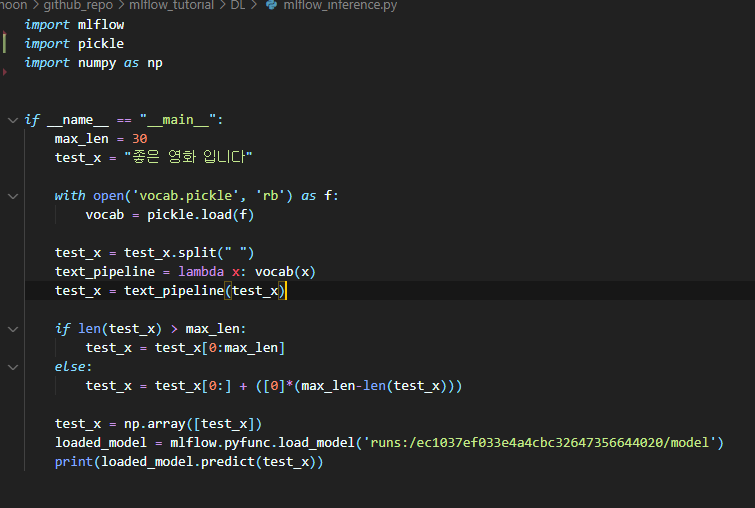 noon > github_repo > mlflow_tutorial > DL > mlflow_inference.py
import mlflow
import pickle
import numpy as np
if __name__ == "__main__":
    max_len = 30
    test_x = "좋은 영화 입니다"
    with open('vocab.pickle', 'rb') as f:
        vocab = pickle.load(f)
    test_x = test_x.split(" ")
    text_pipeline = lambda x: vocab(x)
    test_x = text_pipeline(test_x)
    if len(test_x) > max_len:
        test_x = test_x[0:max_len]
    else:
        test_x = test_x[0:] + ([0]*(max_len-len(test_x)))
    test_x = np.array([test_x])
    loaded_model = mlflow.pyfunc.load_model('runs:/ec1037ef033e4a4cbc32647356644020/model')
    print(loaded_model.predict(test_x))